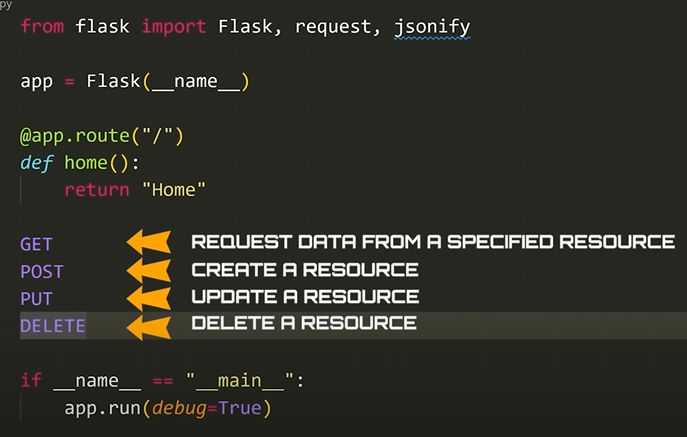 py
from flask import Flask, request, jsonify
app = Flask(__name__)
@app.route("/")
def home():
    return "Home"
GET REQUEST DATA FROM A SPECIFIED RESOURCE
POST CREATE A RESOURCE
PUT UPDATE A RESOURCE
DELETE DELETE A RESOURCE
if __name__ == "__main__":
    app.run(debug=True)